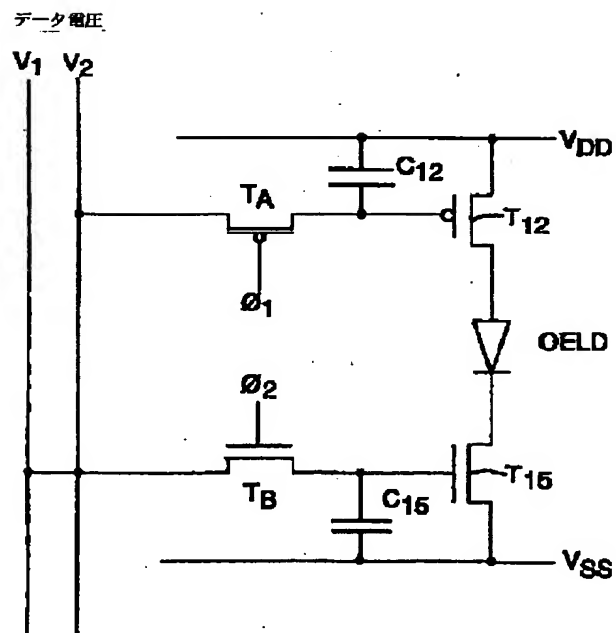 データ電圧
V1 V2
VDD
C12
TA
T12
Ø1
OELD
Ø2
T15
TB
C15
VSS